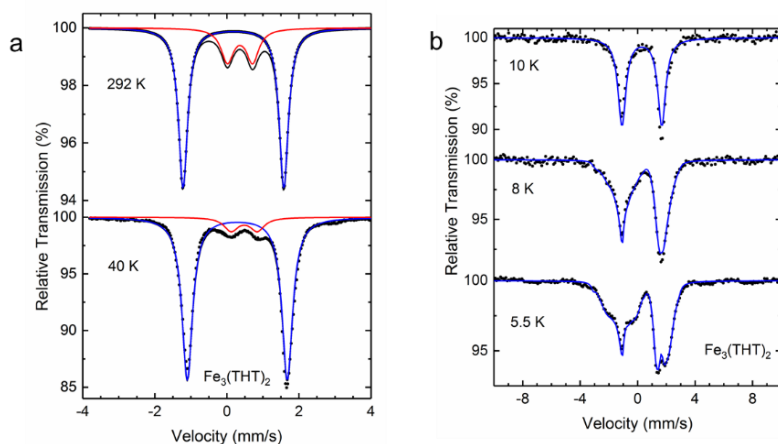 a
Relative Transmission (%)
100
99
98
96
94
292 K
100
95
90
85
40 K
Fe3(THT)2
-4 -2 0 2 4
Velocity (mm/s)
b
Relative Transmission (%)
100
95
90
10 K
100
95
8 K
100
95
5.5 K
Fe3(THT)2
-8 -4 0 4 8
Velocity (mm/s)